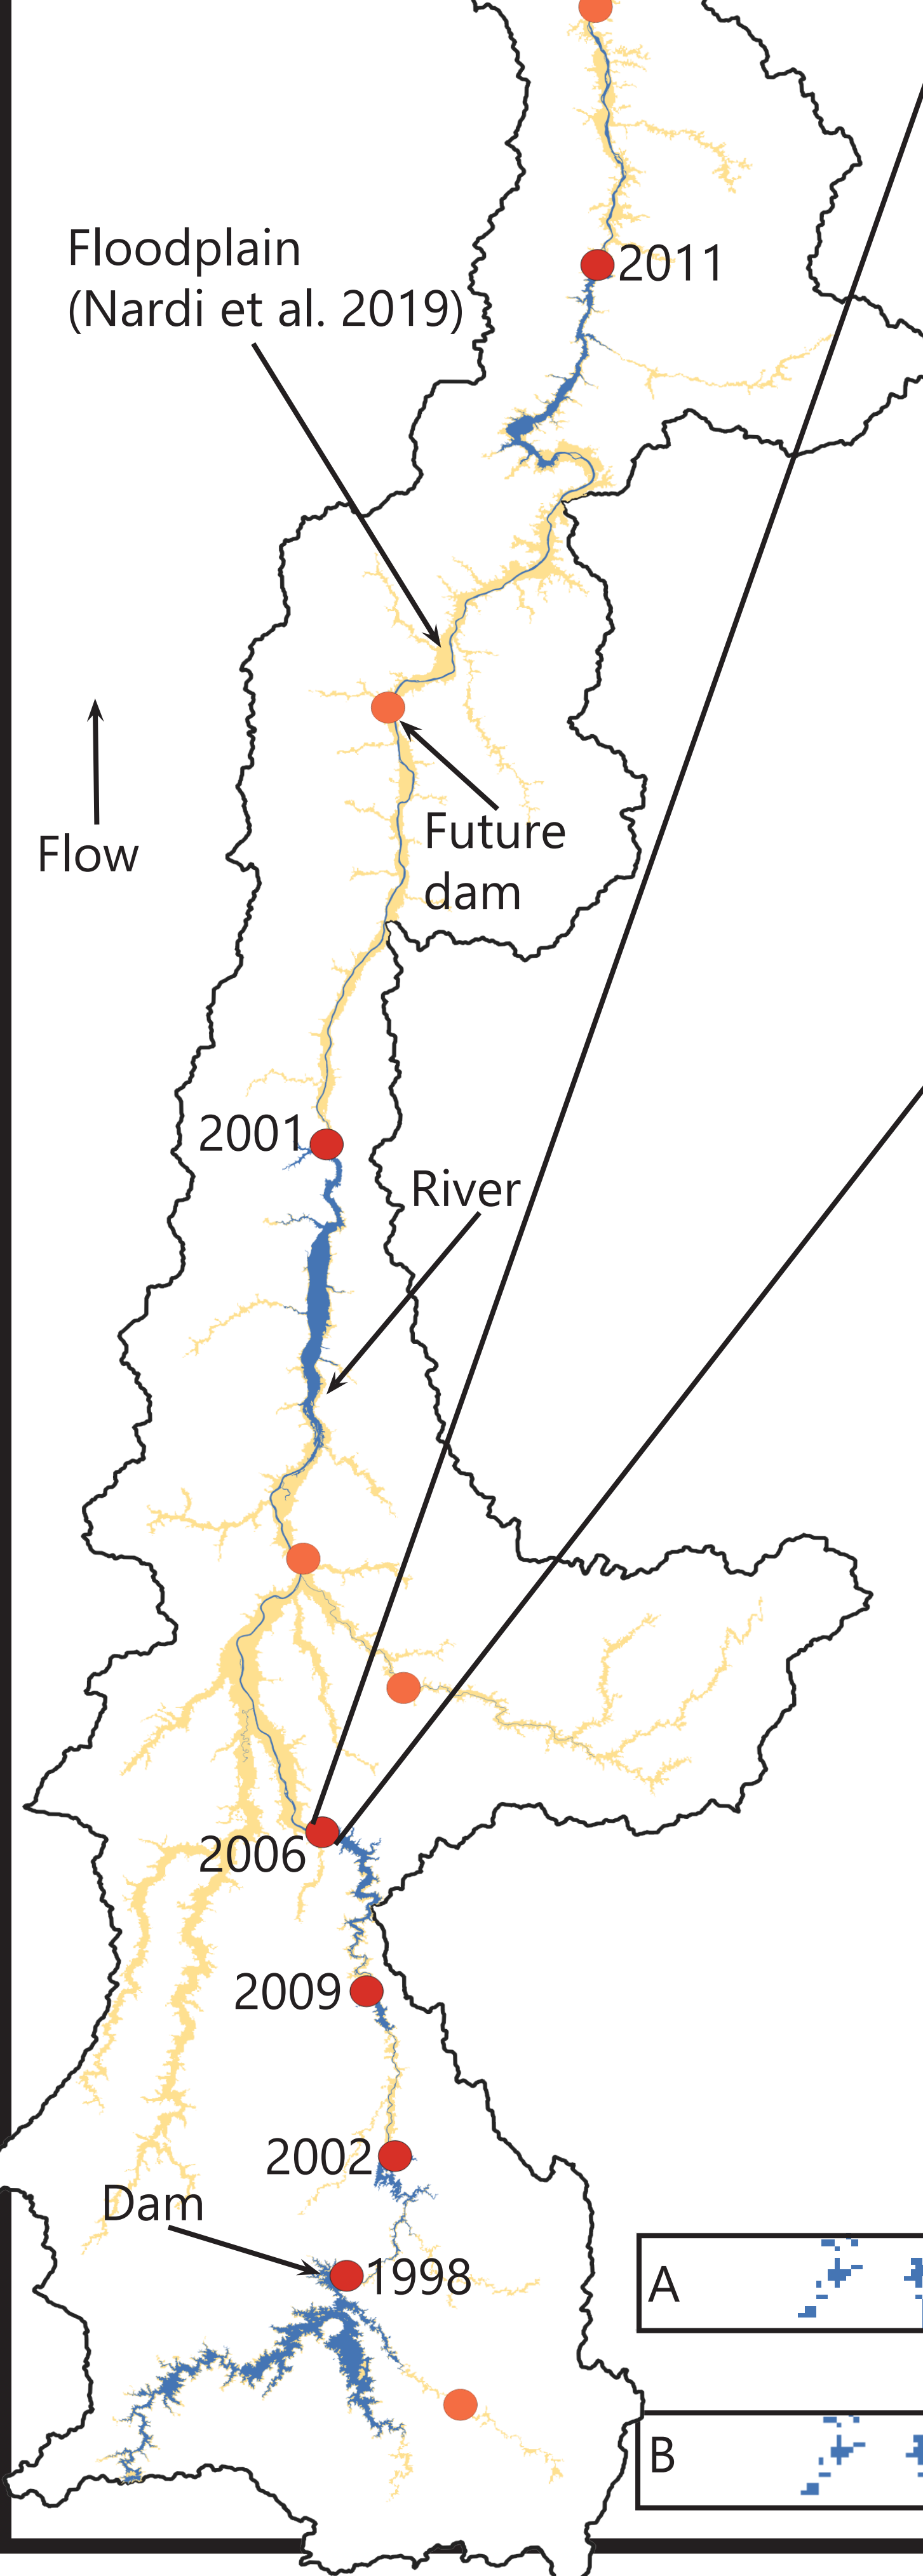 Floodplain
(Nardi et al. 2019)
2011
Flow
Future
dam
2001
River
2006
2009
2002
Dam
1998
A
B